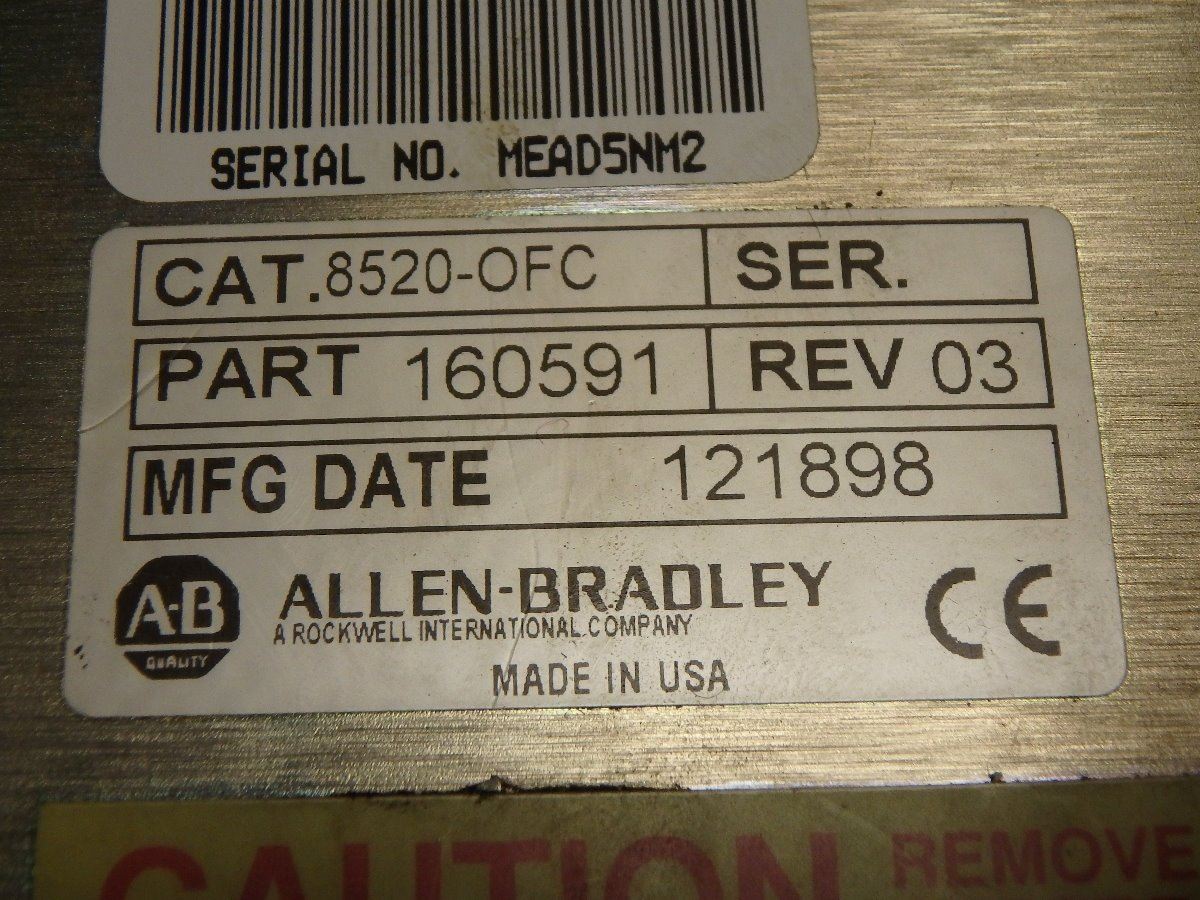 SERIAL NO. MEAD5NM2
CAT. 8520-OFC SER.
PART 160591 REV 03
MFG DATE 121898
A-B
QUALITY
ALLEN-BRADLEY
A ROCKWELL INTERNATIONAL COMPANY
CE
MADE IN USA
CAUTION REMOVE